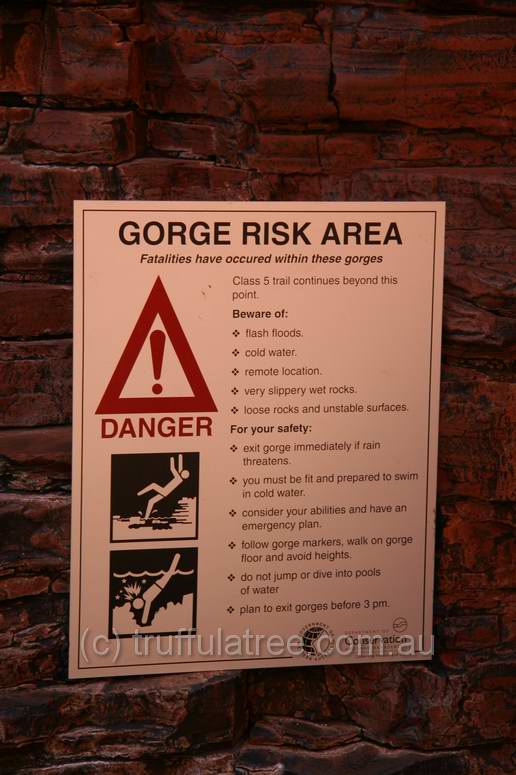 GORGE RISK AREA
Fatalities have occured within these gorges
Class 5 trail continues beyond this
point.
Beware of:
❖ flash floods.
❖ cold water.
❖ remote location.
❖ very slippery wet rocks.
❖ loose rocks and unstable surfaces.
DANGER
For your safety:
❖ exit gorge immediately if rain
threatens.
❖ you must be fit and prepared to swim
in cold water.
❖ consider your abilities and have an
emergency plan.
❖ follow gorge markers, walk on gorge
floor and avoid heights.
❖ do not jump or dive into pools
of water
❖ plan to exit gorges before 3 pm.
DEPARTMENT OF
Conservation
(c) truffulatree.com.au